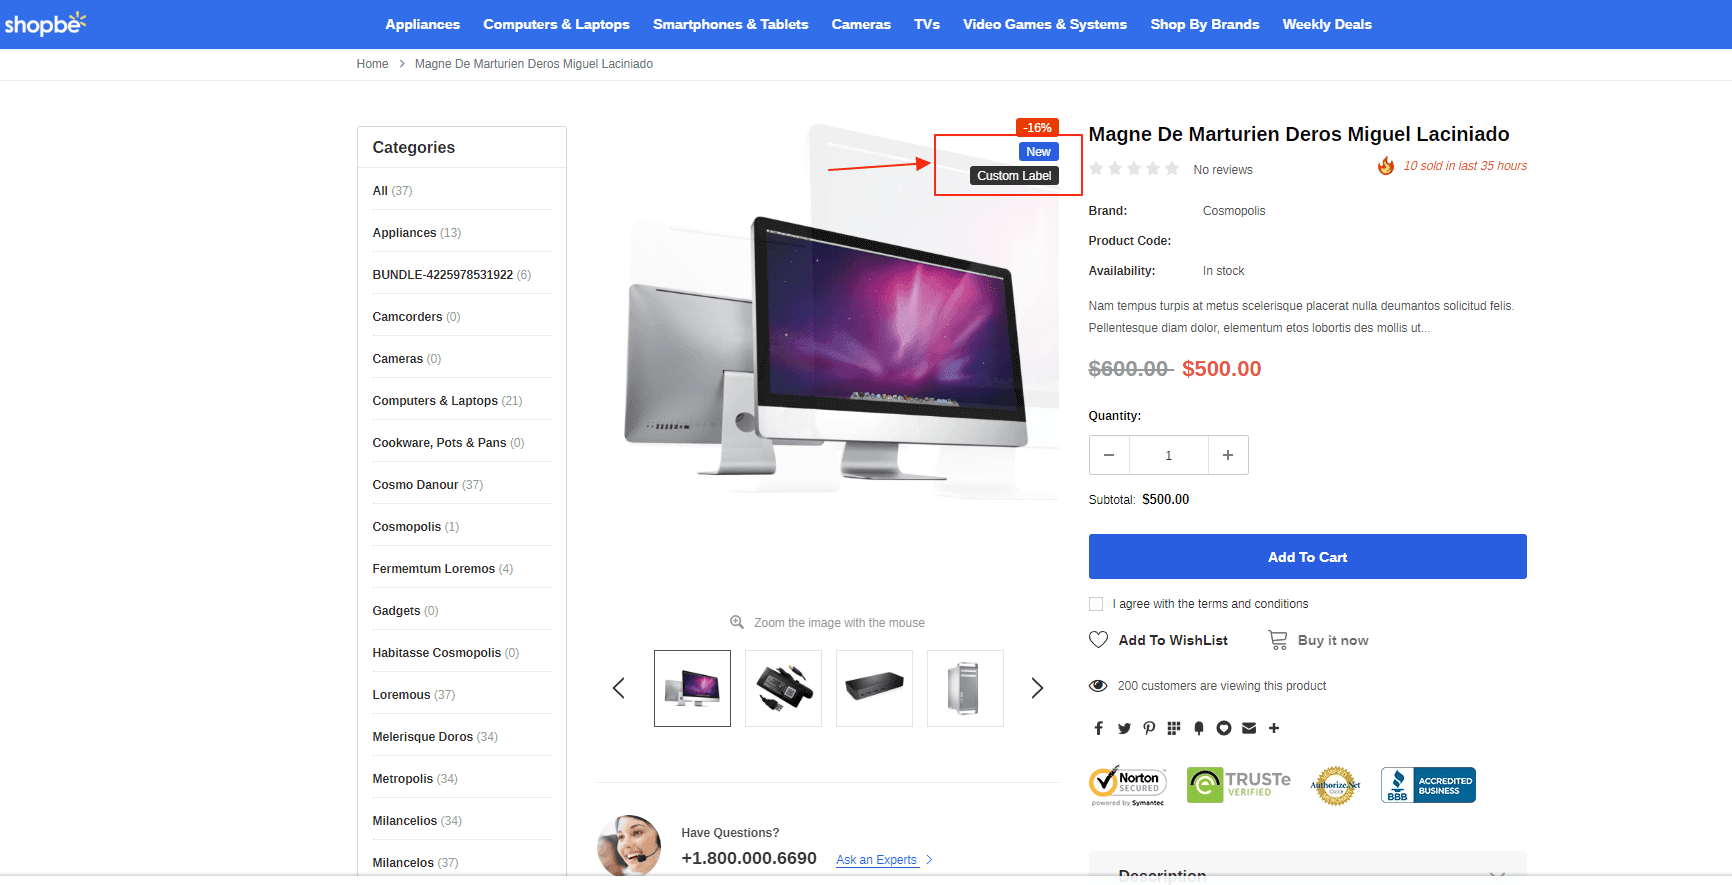 shopbe
Appliances Computers & Laptops Smartphones & Tablets Cameras TVs Video Games & Systems Shop By Brands Weekly Deals
Home > Magne De Marturien Deros Miguel Laciniado
Categories
All (37)
Appliances (13)
BUNDLE-4225978531922 (6)
Camcorders (0)
Cameras (0)
Computers & Laptops (21)
Cookware, Pots & Pans (0)
Cosmo Danour (37)
Cosmopolis (1)
Fermemtum Loremos (4)
Gadgets (0)
Habitasse Cosmopolis (0)
Loremous (37)
Melerisque Doros (34)
Metropolis (34)
Milancelios (34)
Milancelos (37)
-16%
New
Custom Label
Zoom the image with the mouse
Have Questions?
+1.800.000.6690 Ask an Experts >
Magne De Marturien Deros Miguel Laciniado
No reviews
10 sold in last 35 hours
Brand: Cosmopolis
Product Code:
Availability: In stock
Nam tempus turpis at metus scelerisque placerat nulla deumantos solicitud felis.
Pellentesque diam dolor, elementum etos lobortis des mollis ut...
$600.00 $500.00
Quantity:
− 1 +
Subtotal: $500.00
Add To Cart
I agree with the terms and conditions
Add To WishList Buy it now
200 customers are viewing this product
Norton
SECURED
powered by Symantec
TRUSTe
VERIFIED
Authorize.Net
Click
BBB
ACCREDITED
BUSINESS
Description